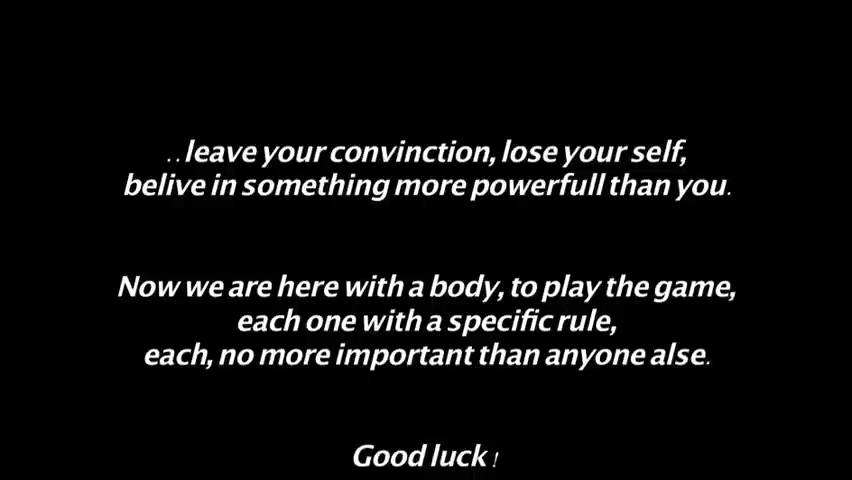 ..leave your convinction, lose your self,
belive in something more powerfull than you.
Now we are here with a body, to play the game,
each one with a specific rule,
each, no more important than anyone alse.
Good luck !